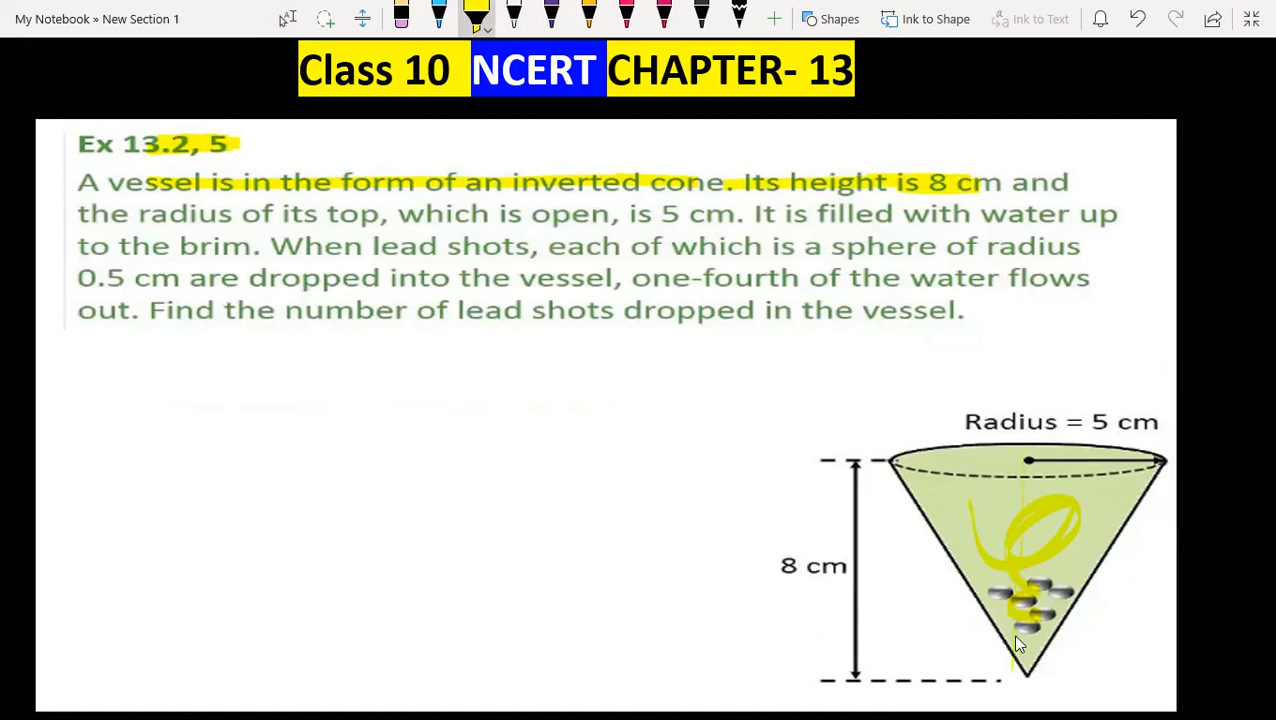 My Notebook » New Section 1
Shapes
Ink to Shape
Ink to Text
Class 10 NCERT CHAPTER- 13
Ex 13.2, 5
A vessel is in the form of an inverted cone. Its height is 8 cm and
the radius of its top, which is open, is 5 cm. It is filled with water up
to the brim. When lead shots, each of which is a sphere of radius
0.5 cm are dropped into the vessel, one-fourth of the water flows
out. Find the number of lead shots dropped in the vessel.
Radius = 5 cm
8 cm